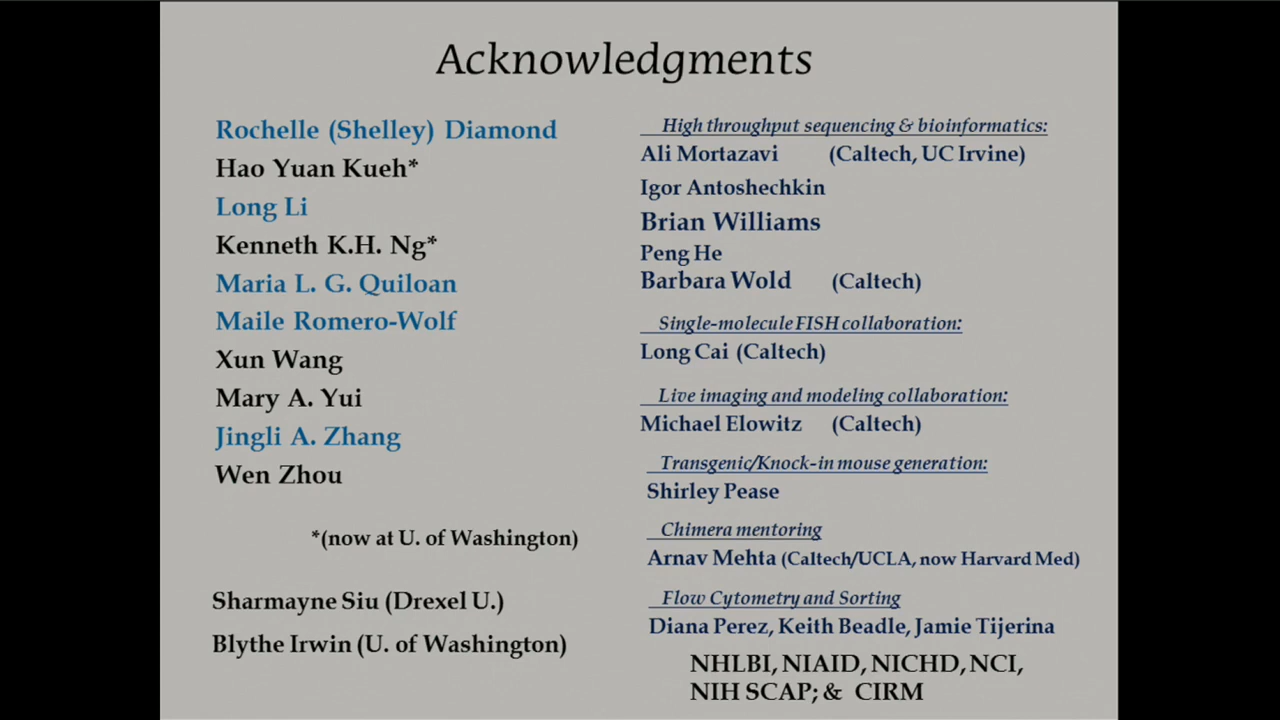 Acknowledgments
Rochelle (Shelley) Diamond
Hao Yuan Kueh*
Long Li
Kenneth K.H. Ng*
Maria L. G. Quiloan
Maile Romero-Wolf
Xun Wang
Mary A. Yui
Jingli A. Zhang
Wen Zhou
*(now at U. of Washington)
Sharmayne Siu (Drexel U.)
Blythe Irwin (U. of Washington)
High throughput sequencing & bioinformatics:
Ali Mortazavi (Caltech, UC Irvine)
Igor Antoshechkin
Brian Williams
Peng He
Barbara Wold (Caltech)
Single-molecule FISH collaboration:
Long Cai (Caltech)
Live imaging and modeling collaboration:
Michael Elowitz (Caltech)
Transgenic/Knock-in mouse generation:
Shirley Pease
Chimera mentoring
Arnav Mehta (Caltech/UCLA, now Harvard Med)
Flow Cytometry and Sorting
Diana Perez, Keith Beadle, Jamie Tijerina
NHLBI, NIAID, NICHD, NCI,
NIH SCAP; & CIRM